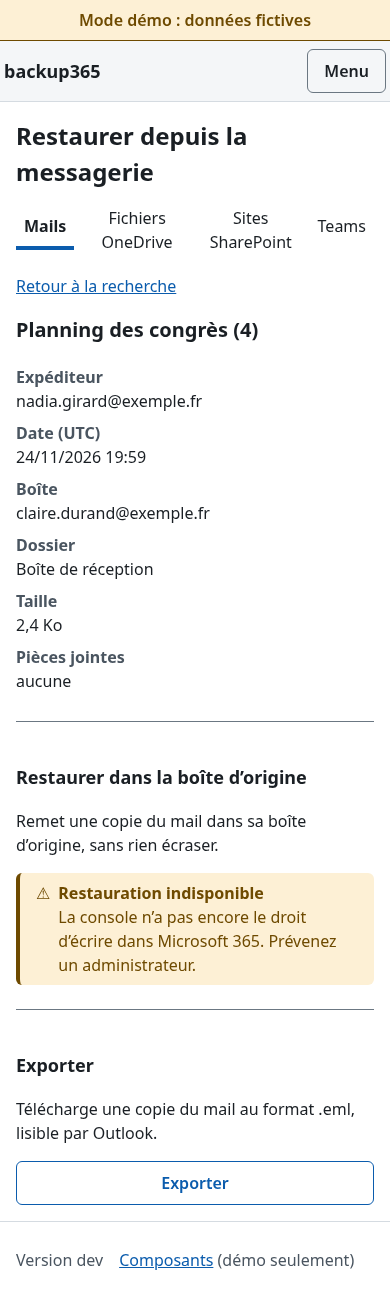 Mode démo : données fictives
backup365
Menu
Restaurer depuis la
messagerie
Mails
Fichiers
OneDrive
Sites
SharePoint
Teams
Retour à la recherche
Planning des congrès (4)
Expéditeur
nadia.girard@exemple.fr
Date (UTC)
24/11/2026 19:59
Boîte
claire.durand@exemple.fr
Dossier
Boîte de réception
Taille
2,4 Ko
Pièces jointes
aucune
Restaurer dans la boîte d’origine
Remet une copie du mail dans sa boîte
d’origine, sans rien écraser.
⚠ Restauration indisponible
La console n’a pas encore le droit
d’écrire dans Microsoft 365. Prévenez
un administrateur.
Exporter
Télécharge une copie du mail au format .eml,
lisible par Outlook.
Exporter
Version dev Composants (démo seulement)